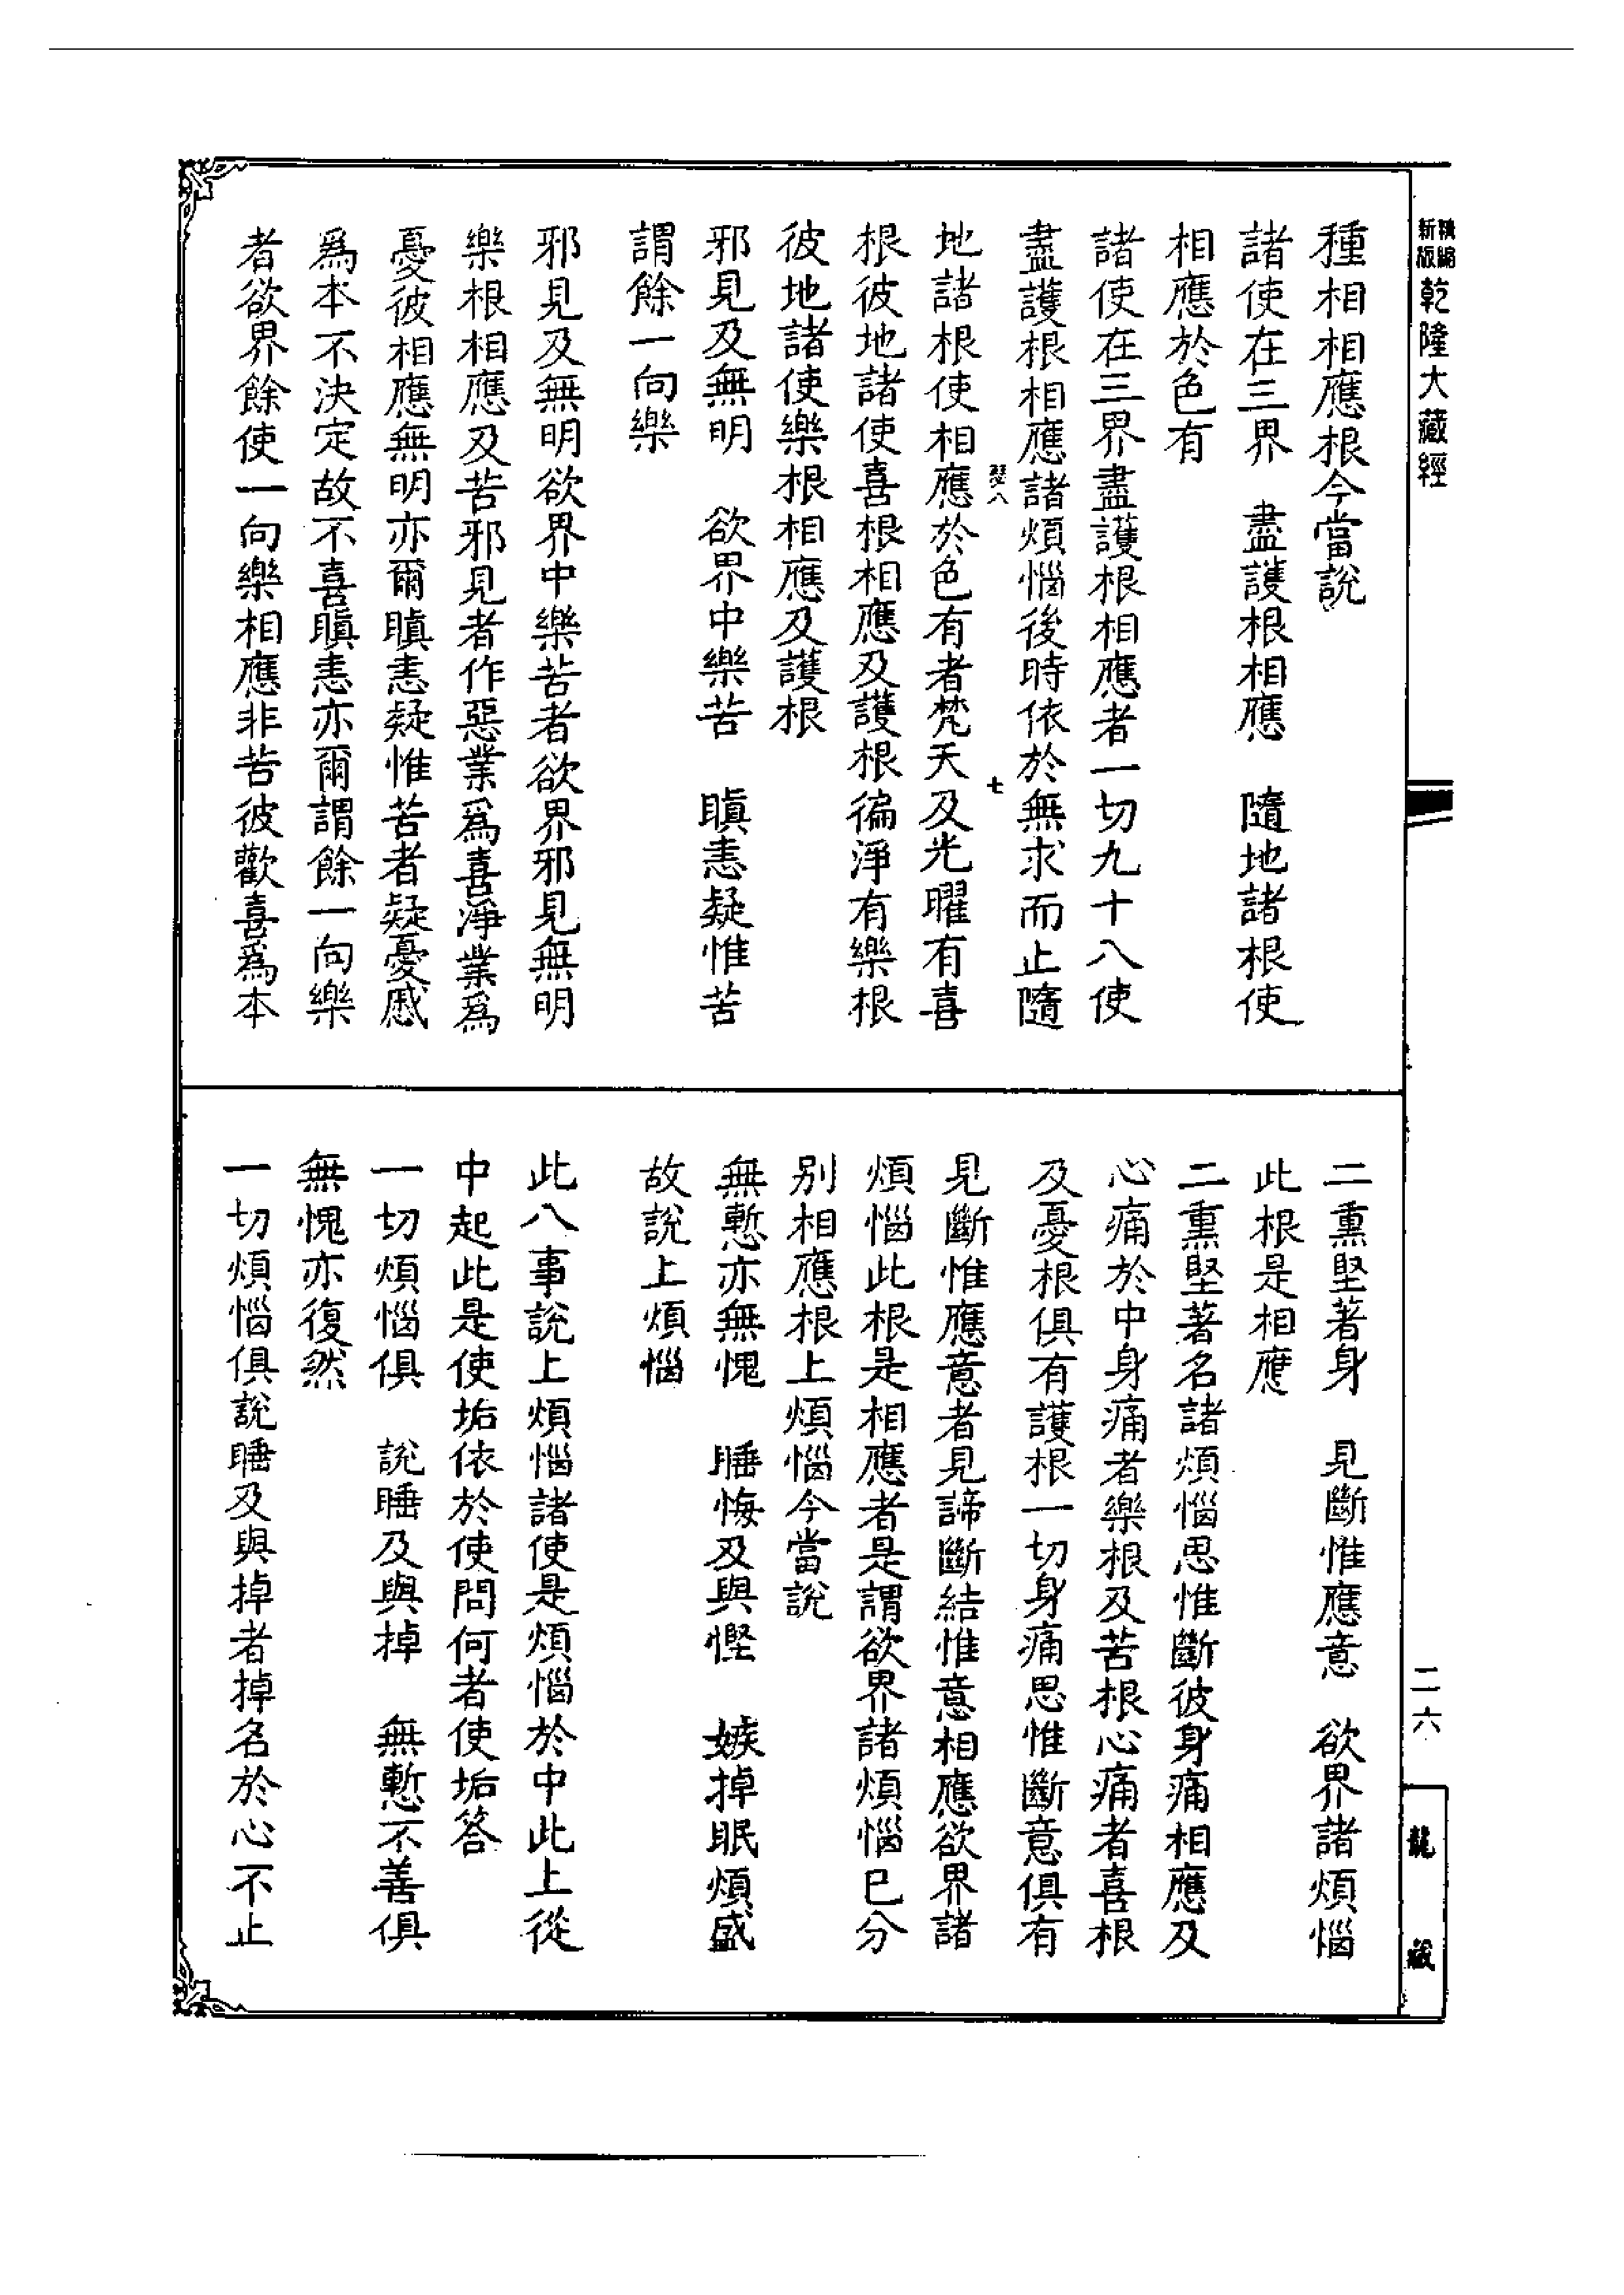 精縮
新版
乾隆大藏經
種相相應根今當說
諸使在三界　盡護根相應　隨地諸根使
相應於色有
諸使在三界盡護根相應者一切九十八使
盡護根相應諸煩惱後時依於無求而止隨
地諸根使相應於色有者梵天及光曜有喜
根彼地諸使喜根相應及護根徧淨有樂根
彼地諸使樂根相應及護根
邪見及無明　欲界中樂苦　瞋恚疑惟苦
謂餘一向樂
邪見及無明欲界中樂苦者欲界邪見無明
樂根相應及苦邪見者作惡業爲喜淨業爲
憂彼相應無明亦爾瞋恚疑惟苦者疑憂慼
爲本不決定故不喜瞋恚亦爾謂餘一向樂
者欲界餘使一向樂相應非苦彼歡喜爲本
七
二熏堅著身　見斷惟應意　欲界諸煩惱
此根是相應
二熏堅著名諸煩惱思惟斷彼身痛相應及
心痛於中身痛者樂根及苦根心痛者喜根
及憂根俱有護根一切身痛思惟斷意俱有
見斷惟應意者見諦斷結惟意相應欲界諸
煩惱此根是相應者是謂欲界諸煩惱已分
別相應根上煩惱今當說
無慙亦無愧　睡悔及與慳　嫉掉眠煩盛
故說上煩惱
此八事說上煩惱諸使是煩惱於中此上從
中起此是使垢依於使問何者使垢答
一切煩惱俱　說睡及與掉　無慙不善俱
無愧亦復然
一切煩惱俱說睡及與掉者掉名於心不止
二六
龍藏